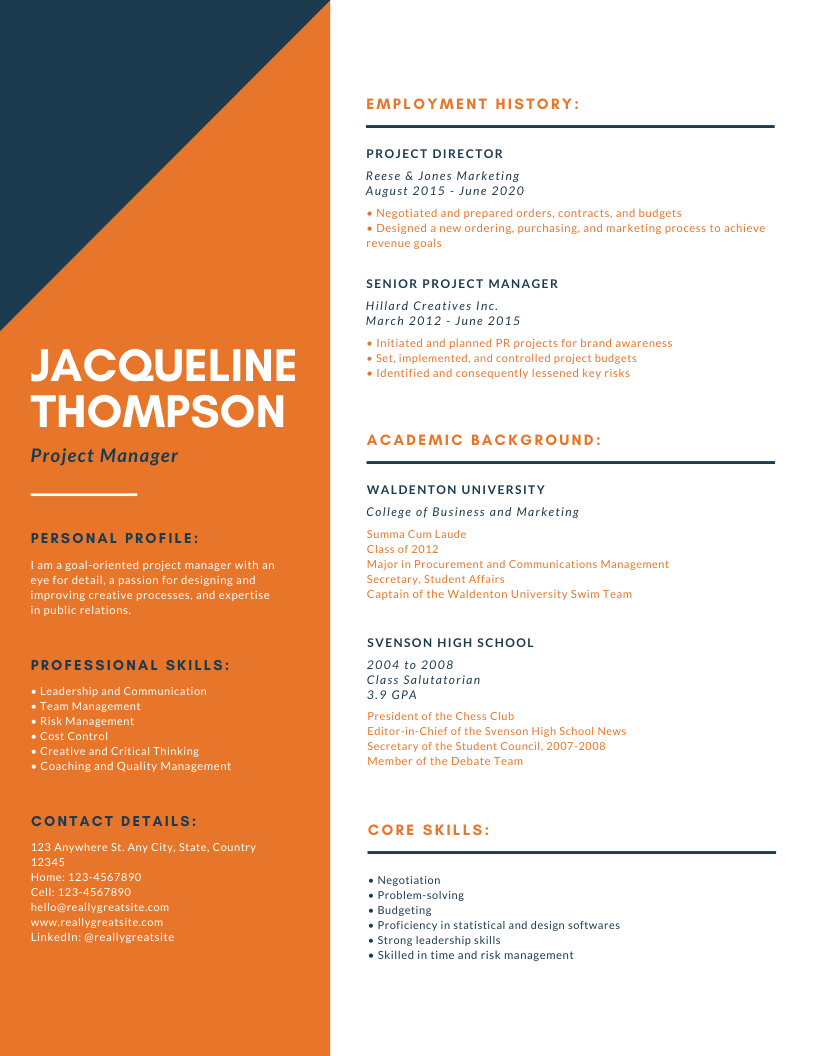 JACQUELINE
THOMPSON
Project Manager
PERSONAL PROFILE:
I am a goal-oriented project manager with an
eye for detail, a passion for designing and
improving creative processes, and expertise
in public relations.
PROFESSIONAL SKILLS:
• Leadership and Communication
• Team Management
• Risk Management
• Cost Control
• Creative and Critical Thinking
• Coaching and Quality Management
CONTACT DETAILS:
123 Anywhere St. Any City, State, Country
12345
Home: 123-4567890
Cell: 123-4567890
hello@reallygreatsite.com
www.reallygreatsite.com
LinkedIn: @reallygreatsite
EMPLOYMENT HISTORY:
PROJECT DIRECTOR
Reese & Jones Marketing
August 2015 - June 2020
• Negotiated and prepared orders, contracts, and budgets
• Designed a new ordering, purchasing, and marketing process to achieve
revenue goals
SENIOR PROJECT MANAGER
Hillard Creatives Inc.
March 2012 - June 2015
• Initiated and planned PR projects for brand awareness
• Set, implemented, and controlled project budgets
• Identified and consequently lessened key risks
ACADEMIC BACKGROUND:
WALDENTON UNIVERSITY
College of Business and Marketing
Summa Cum Laude
Class of 2012
Major in Procurement and Communications Management
Secretary, Student Affairs
Captain of the Waldenton University Swim Team
SVENSON HIGH SCHOOL
2004 to 2008
Class Salutatorian
3.9 GPA
President of the Chess Club
Editor-in-Chief of the Svenson High School News
Secretary of the Student Council, 2007-2008
Member of the Debate Team
CORE SKILLS:
• Negotiation
• Problem-solving
• Budgeting
• Proficiency in statistical and design softwares
• Strong leadership skills
• Skilled in time and risk management